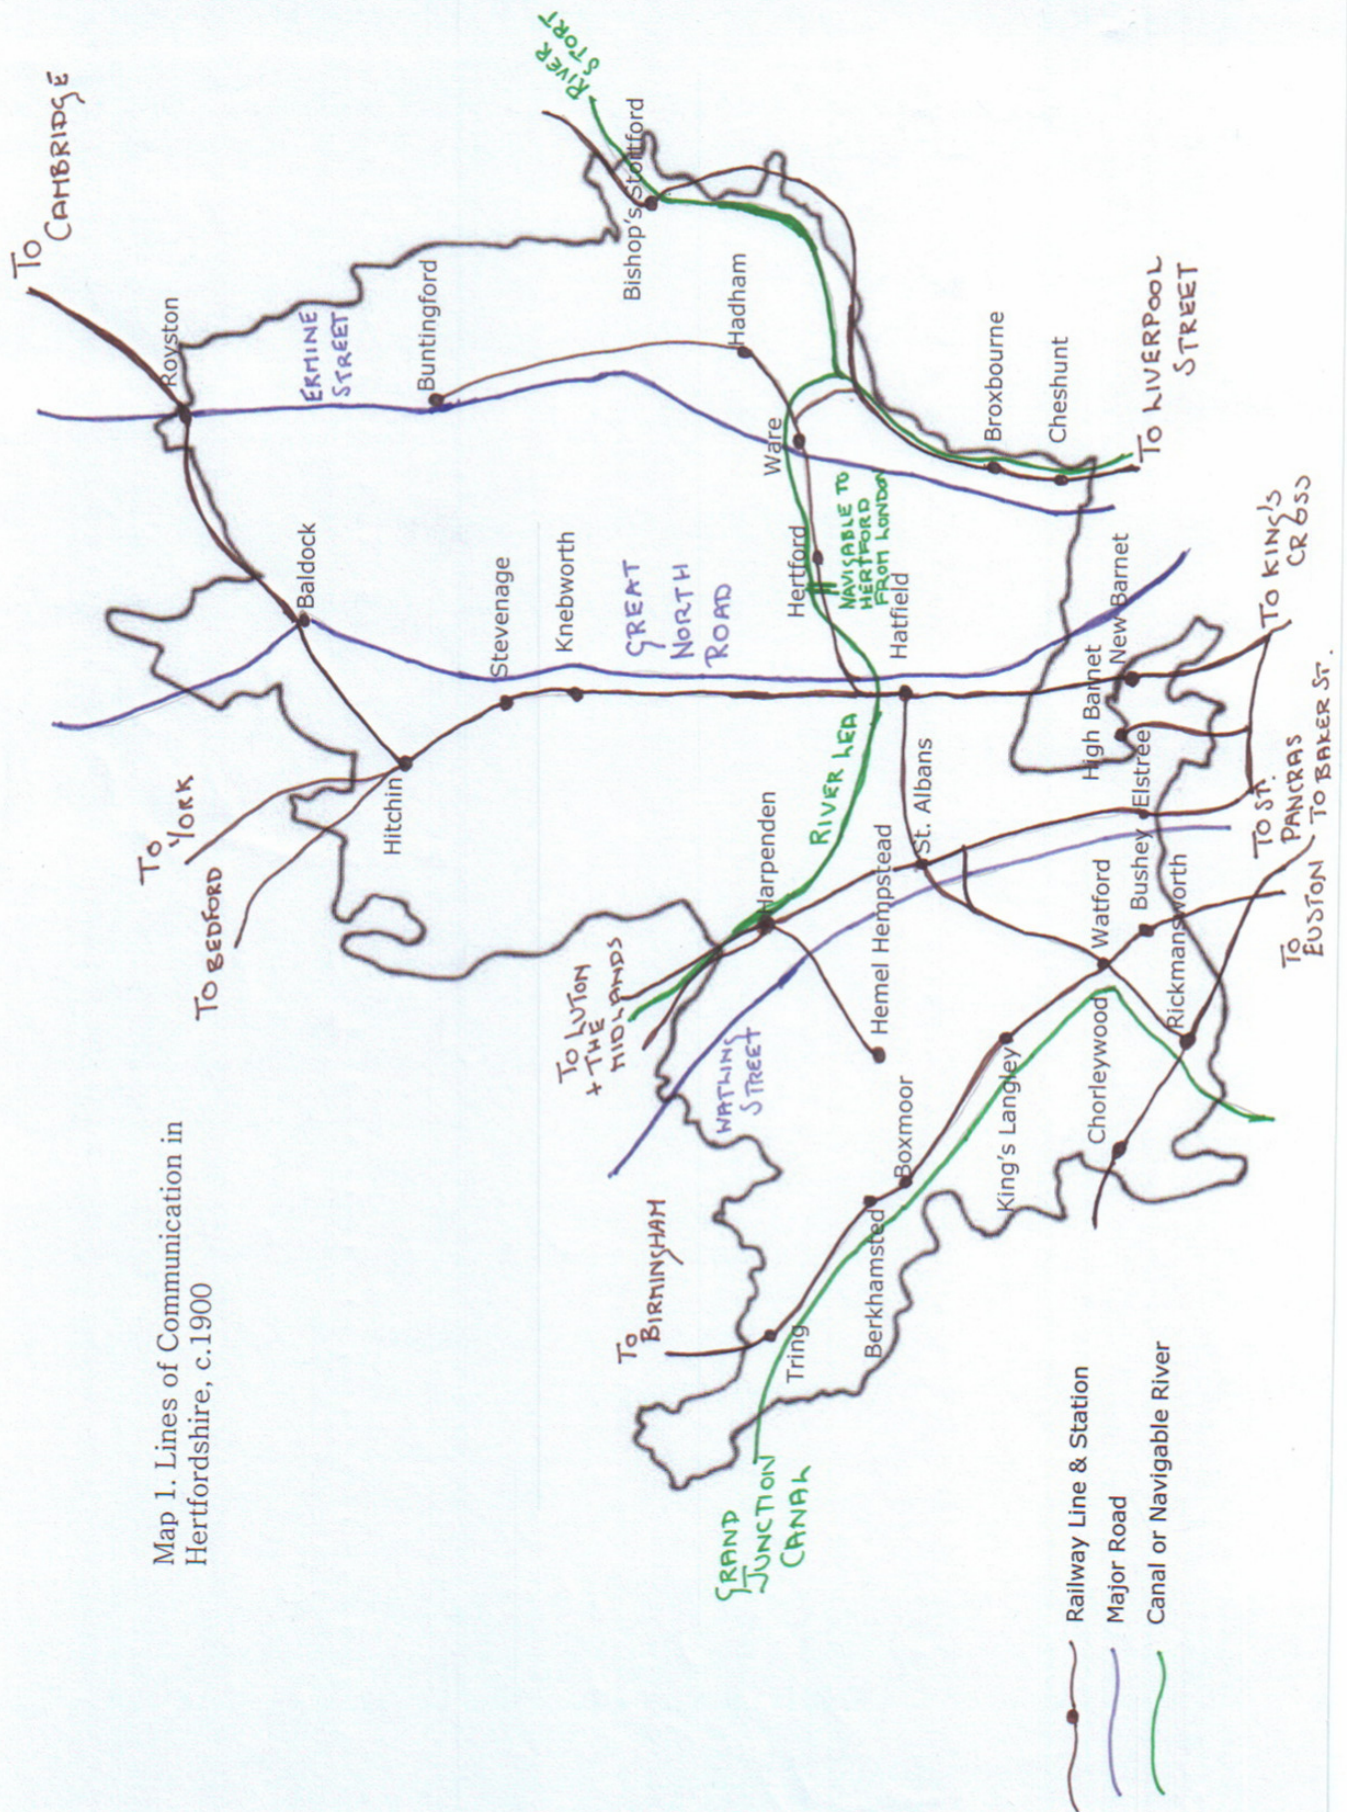 Map 1. Lines of Communication in
Hertfordshire, c.1900
To
CAMBRIDGE
RIVER
STORT
Royston
ERMINE
STREET
Buntingford
Bishop's Stortford
Hadham
Ware
Broxbourne
Cheshunt
To LIVERPOOL
STREET
Baldock
Stevenage
Knebworth
GREAT
NORTH
ROAD
Hertford
NAVIGABLE TO
HERTFORD
FROM LONDON
Hatfield
New Barnet
High Barnet
To KING'S
CROSS
To
YORK
To BEDFORD
Hitchin
RIVER LEA
Harpenden
St. Albans
Hemel Hempstead
Elstree
Bushey
Watford
Rickmansworth
To ST.
PANCRAS
TO BAKER ST.
To
EUSTON
To LUTON
+ THE
MIDLANDS
WATLING
STREET
Boxmoor
King's Langley
Chorleywood
To
BIRMINGHAM
Tring
Berkhamsted
GRAND
JUNCTION
CANAL
Railway Line & Station
Major Road
Canal or Navigable River